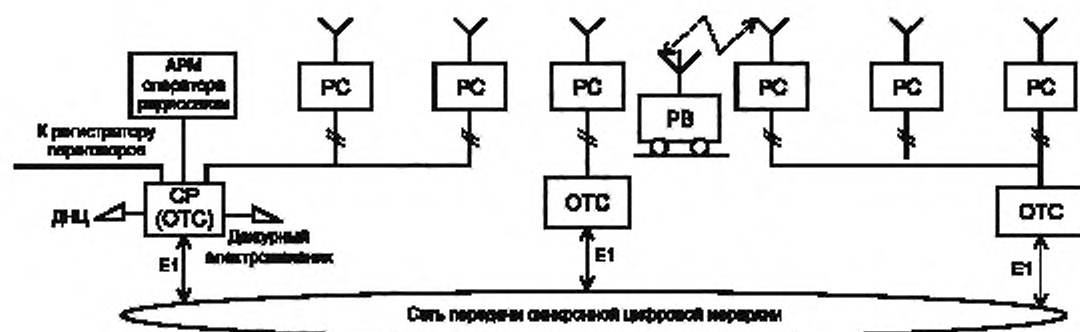 АРМ
оператора
радиосвязи
РС
РС
РС
РВ
РС
РС
РС
К регистратору
переговоров
СР
(ОТС)
ДНЦ
Дежурный
ОТС
ОТС
Е1
Е1
Е1
Сеть передачи синхронной цифровой иерархии